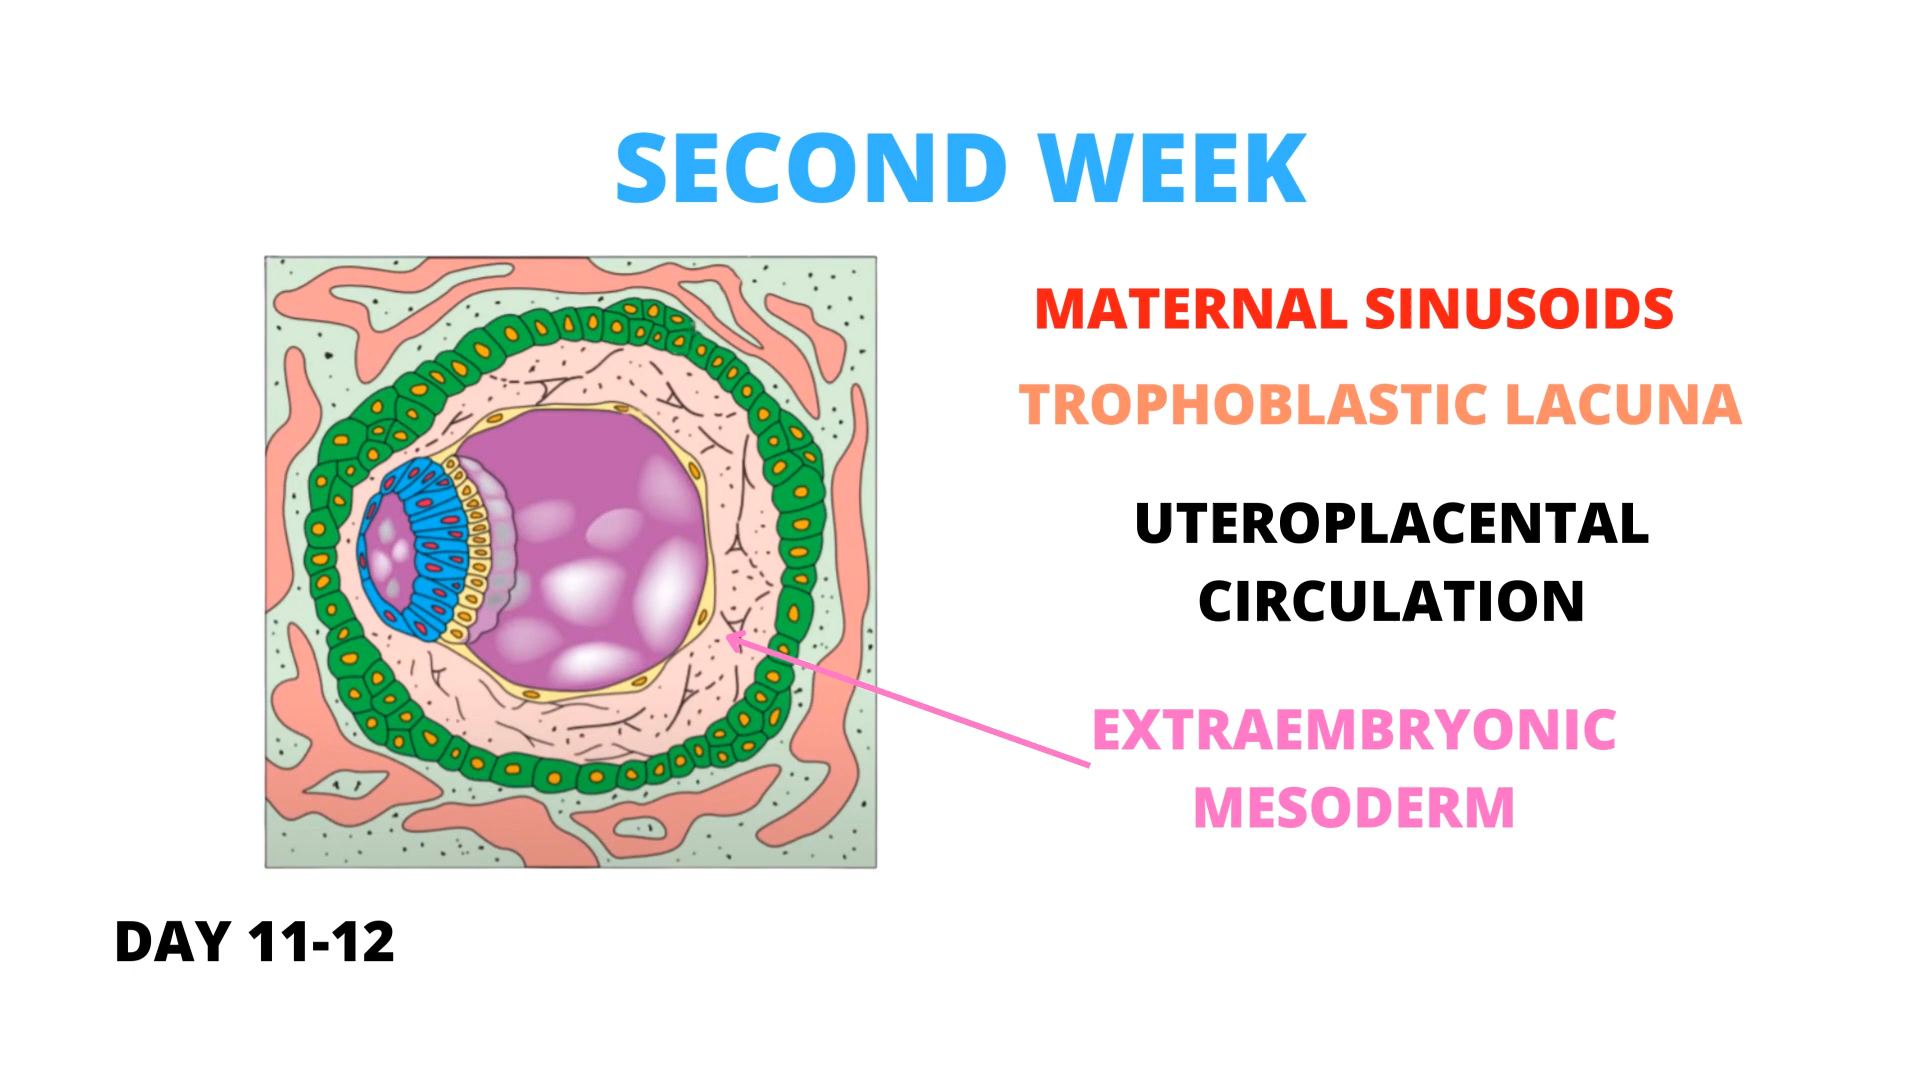 SECOND WEEK
MATERNAL SINUSOIDS
TROPHOBLASTIC LACUNA
UTEROPLACENTAL
CIRCULATION
EXTRAEMBRYONIC
MESODERM
DAY 11-12